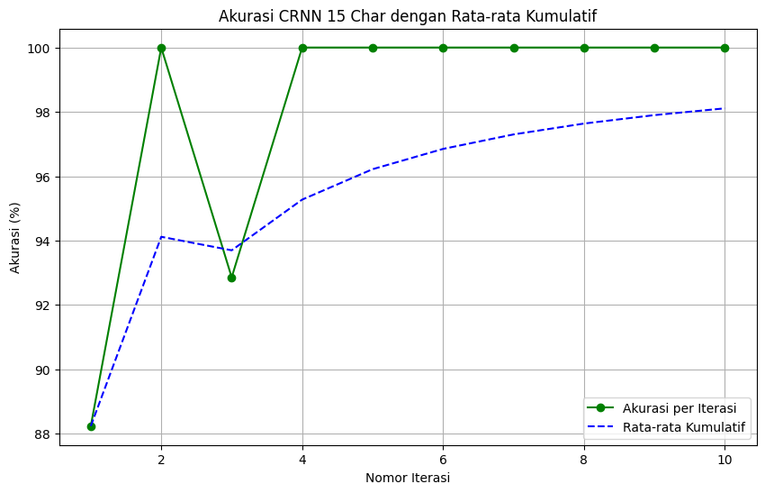 Akurasi CRNN 15 Char dengan Rata-rata Kumulatif
Akurasi (%)
100
98
96
94
92
90
88
2
4
6
8
10
Nomor Iterasi
Akurasi per Iterasi
Rata-rata Kumulatif